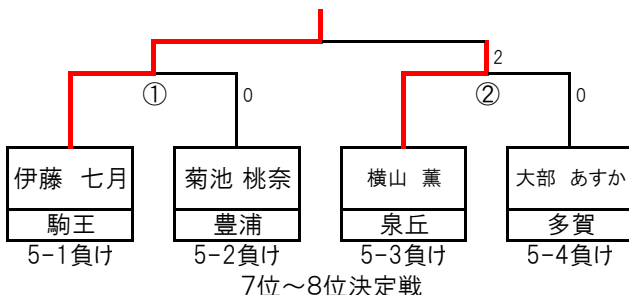 2
① 0 ② 0
伊藤 七月 菊池 桃奈 横山 薫 大部 あすか
駒王 豊浦 泉丘 多賀
5-1負け 5-2負け 5-3負け 5-4負け
7位~8位決定戦